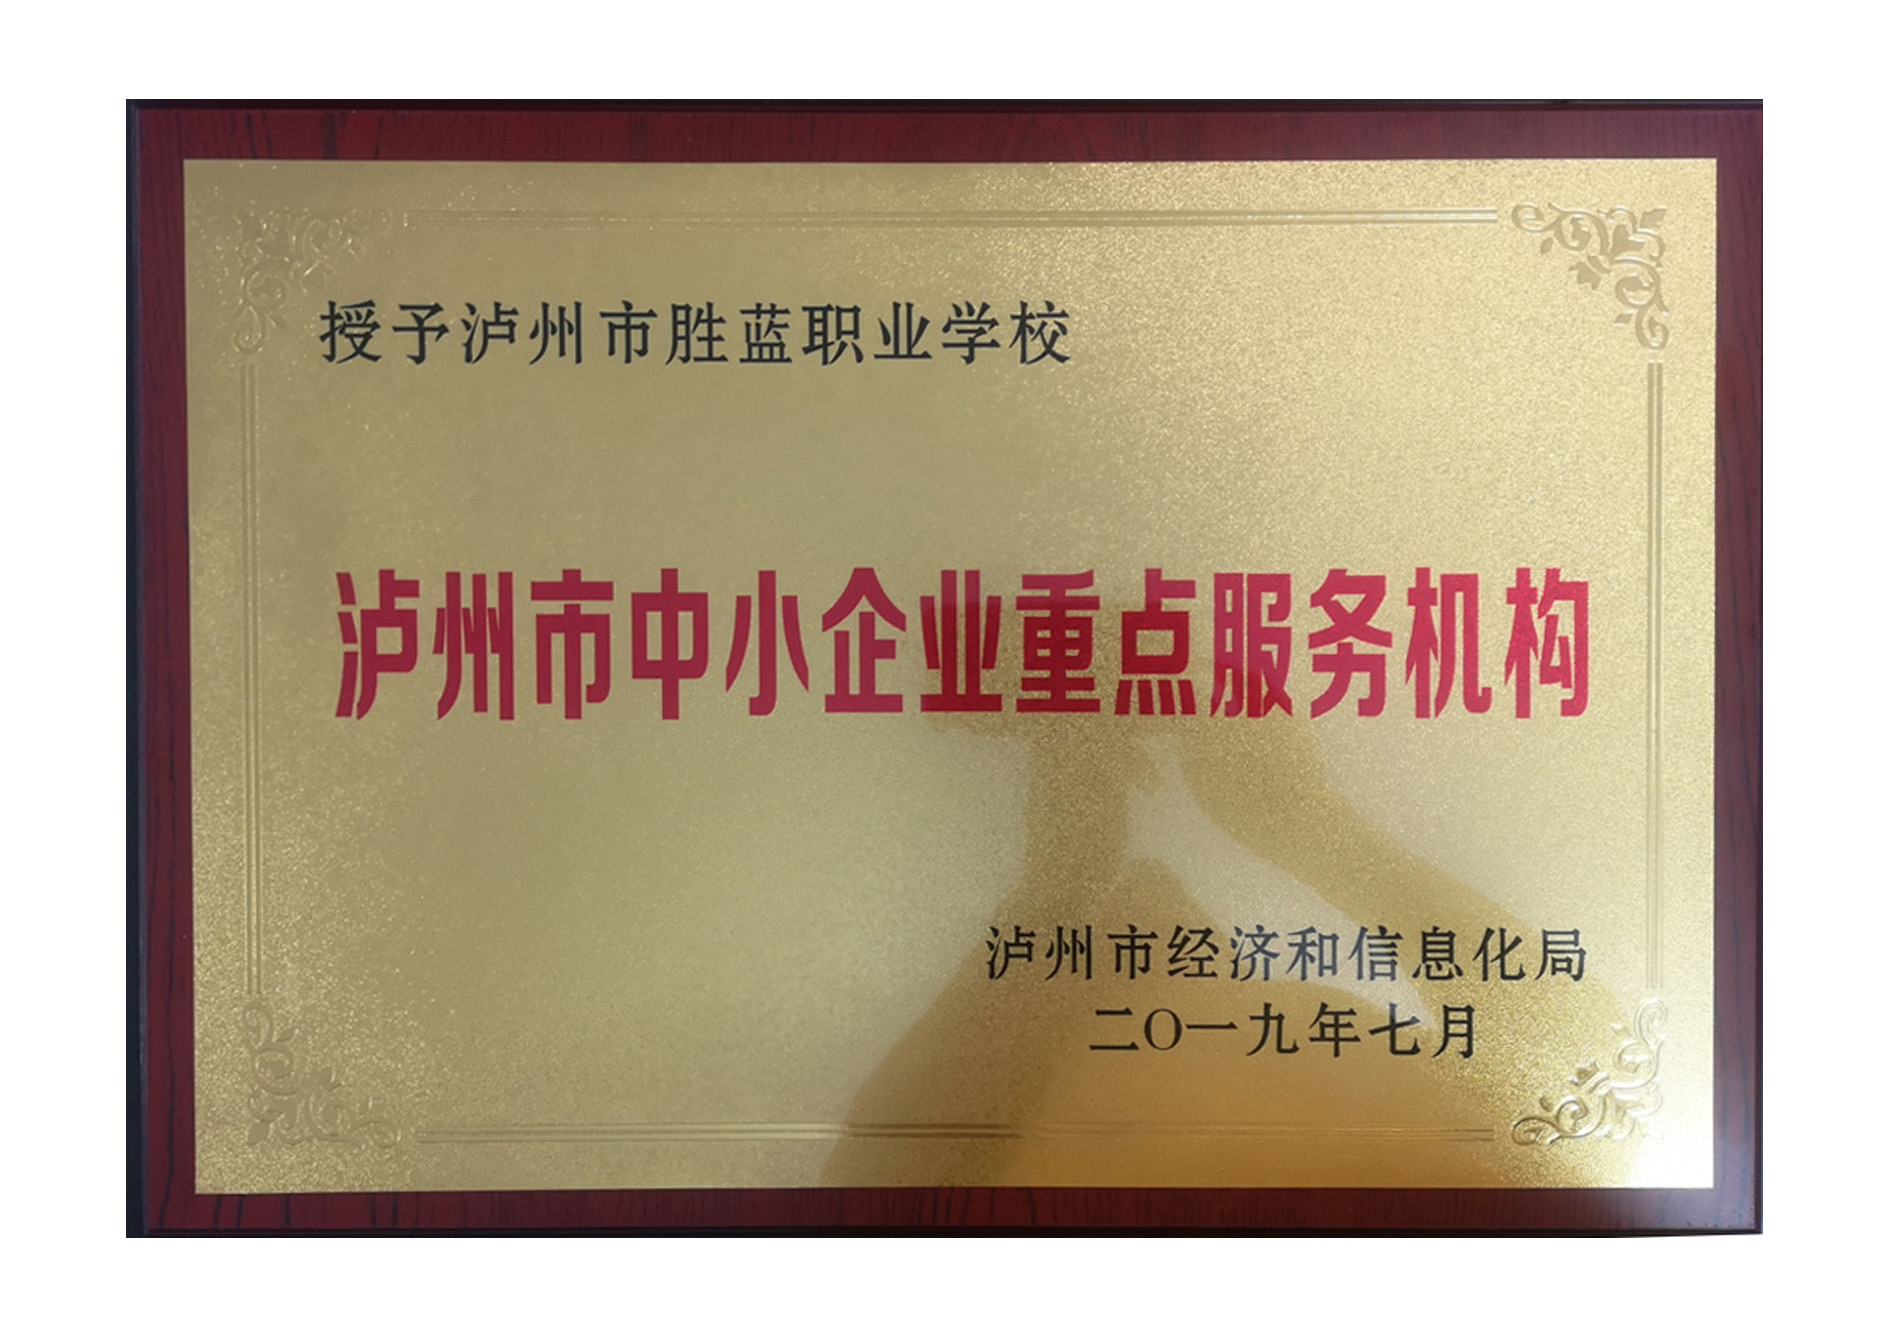 授予泸州市胜蓝职业学校
泸州市中小企业重点服务机构
泸州市经济和信息化局
二〇一九年七月